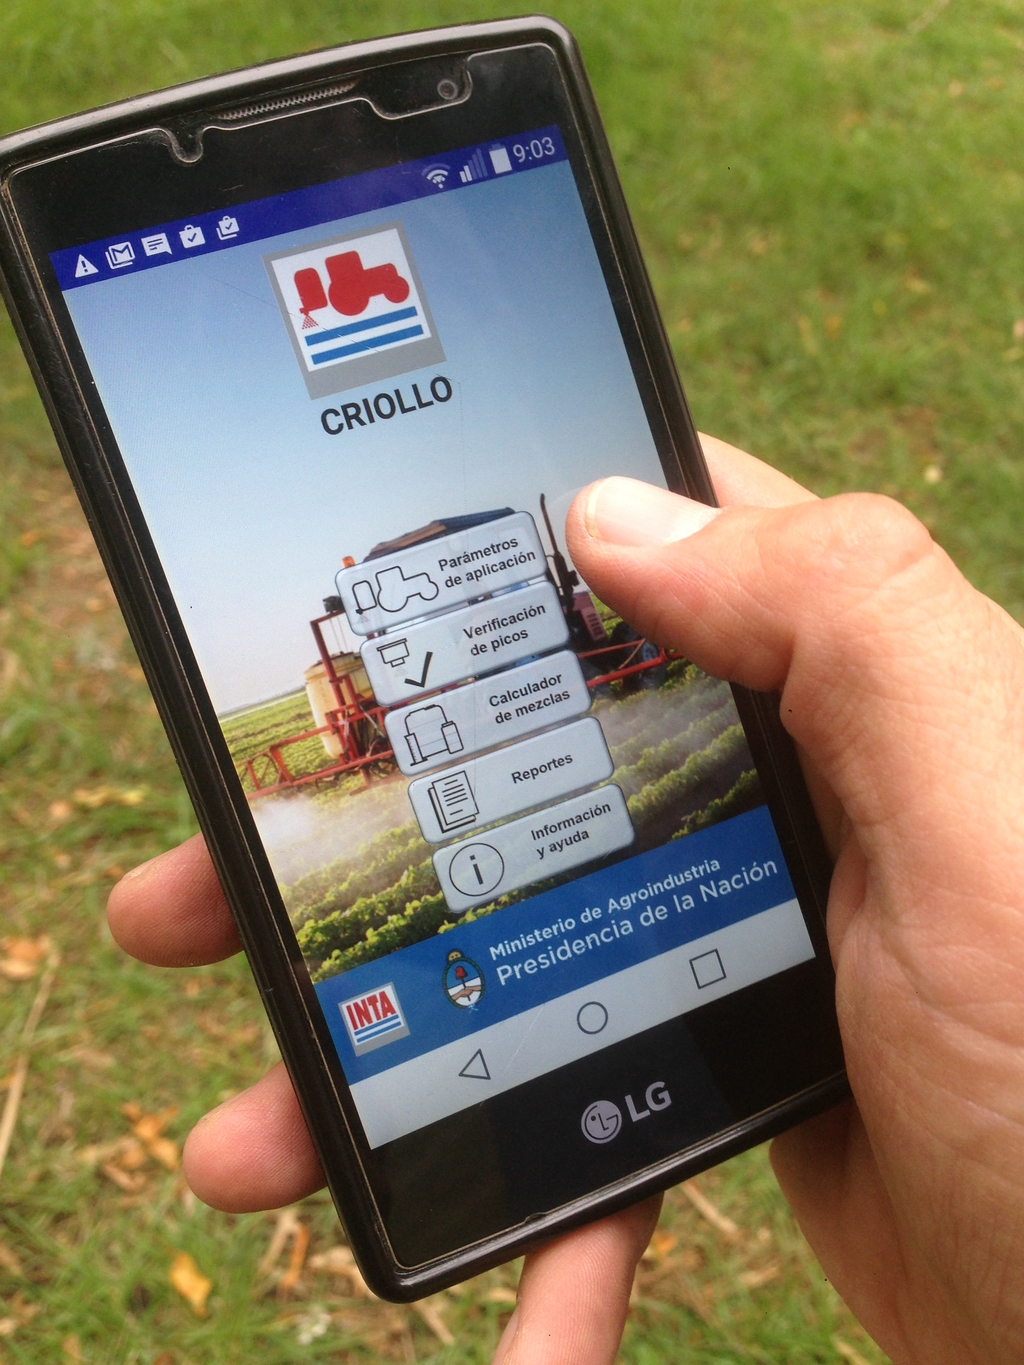 9:03
CRIOLLO
Parámetros
de aplicación
Verificación
de picos
Calculador
de mezclas
Reportes
Información
y ayuda
INTA
Ministerio de Agroindustria
Presidencia de la Nación
LG